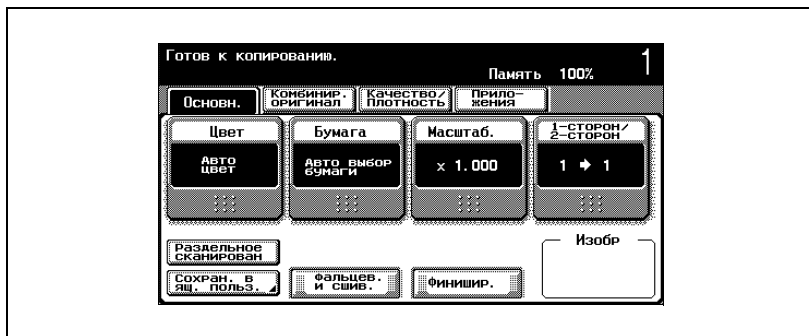 Готов к копированию.
1
Память 100%
Основн.
Комбинир.
оригинал
Качество/
плотность
Прило-
жения
Цвет
Бумага
Масштаб.
1-сторон/
2-сторон
Авто
цвет
Авто выбор
бумаги
x 1.000
1 ➔ 1
Раздельное
сканирован
Изобр
Сохран. в
ящ. польз.
Фальцев.
и сшив.
Финишир.